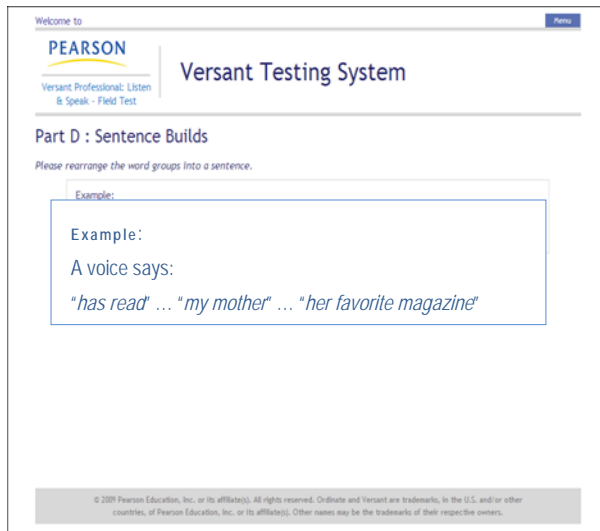 Welcome to
Menu
PEARSON
Versant Professional: Listen
& Speak - Field Test
Versant Testing System
Part D : Sentence Builds
Please rearrange the word groups into a sentence.
Example:
Example:
A voice says:
"has read" ... "my mother" ... "her favorite magazine"
© 2009 Pearson Education, Inc. or its affiliate(s). All rights reserved. Ordinate and Versant are trademarks, in the U.S. and/or other
countries, of Pearson Education, Inc. or its affiliate(s). Other names may be the trademarks of their respective owners.